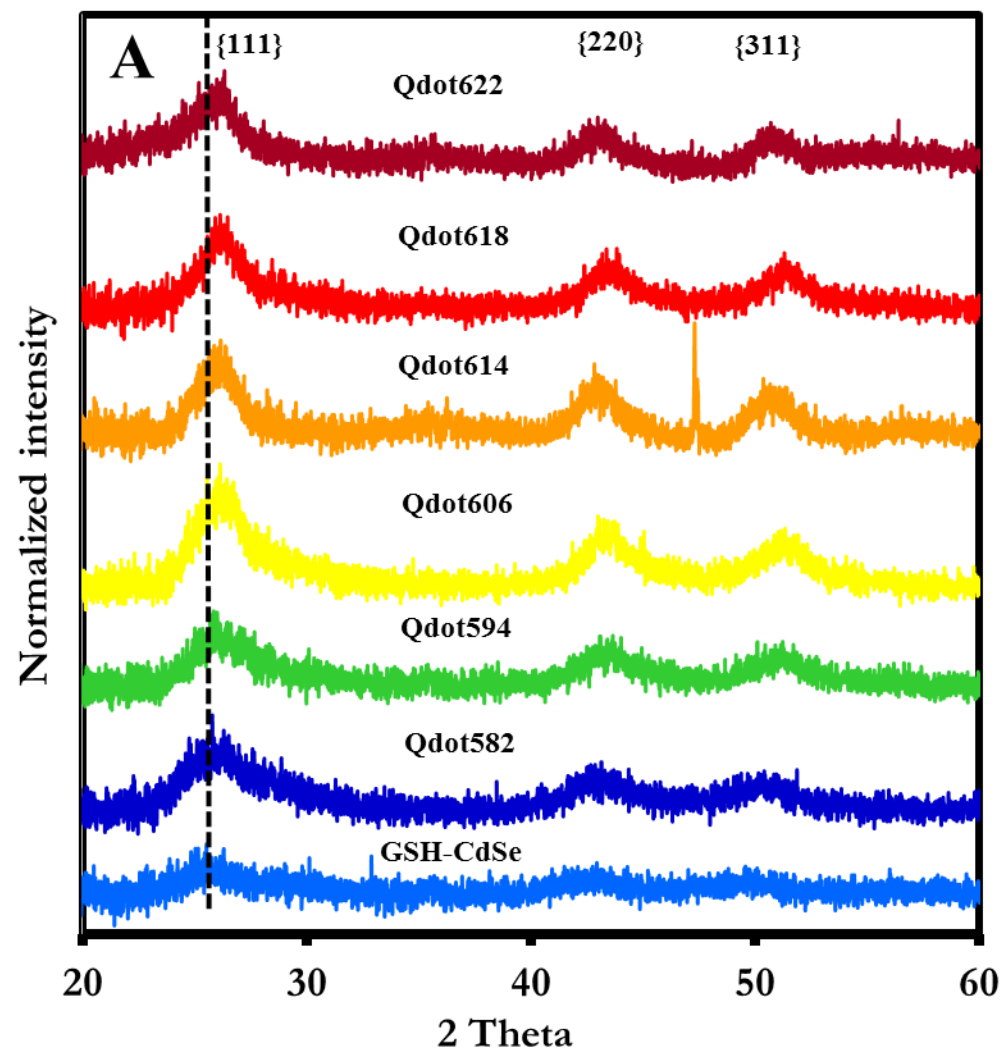 A
{111}
{220}
{311}
Qdot622
Qdot618
Qdot614
Qdot606
Qdot594
Qdot582
GSH-CdSe
Normalized intensity
20 30 40 50 60
2 Theta